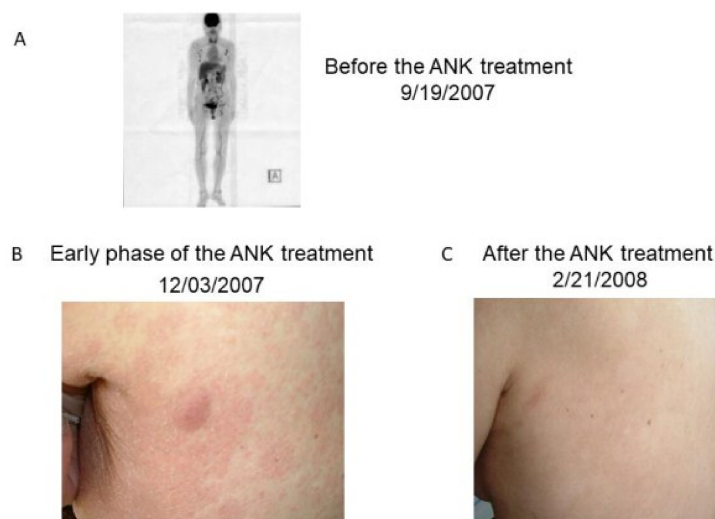 A
Before the ANK treatment
9/19/2007
A
B Early phase of the ANK treatment
12/03/2007
C After the ANK treatment
2/21/2008